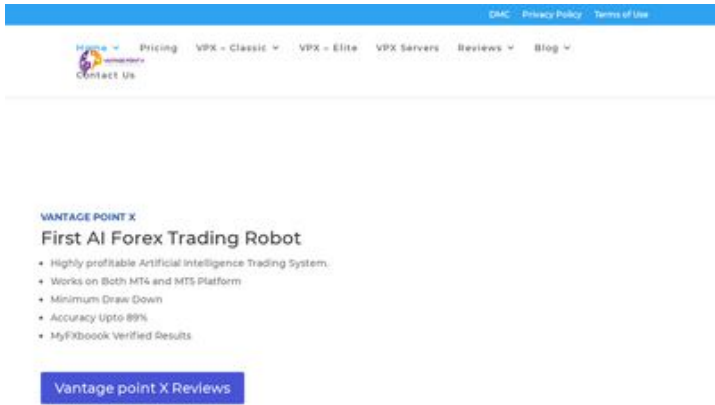 DMC Privacy Policy Terms of Use
Home Pricing VPX - Classic VPX - Elite VPX Servers Reviews Blog
Contact Us
VANTAGE POINT X
VANTAGE POINT X
First AI Forex Trading Robot
• Highly profitable Artificial Intelligence Trading System.
• Works on Both MT4 and MT5 Platform
• Minimum Draw Down
• Accuracy Upto 89%
• MyFXboook Verified Results
Vantage point X Reviews